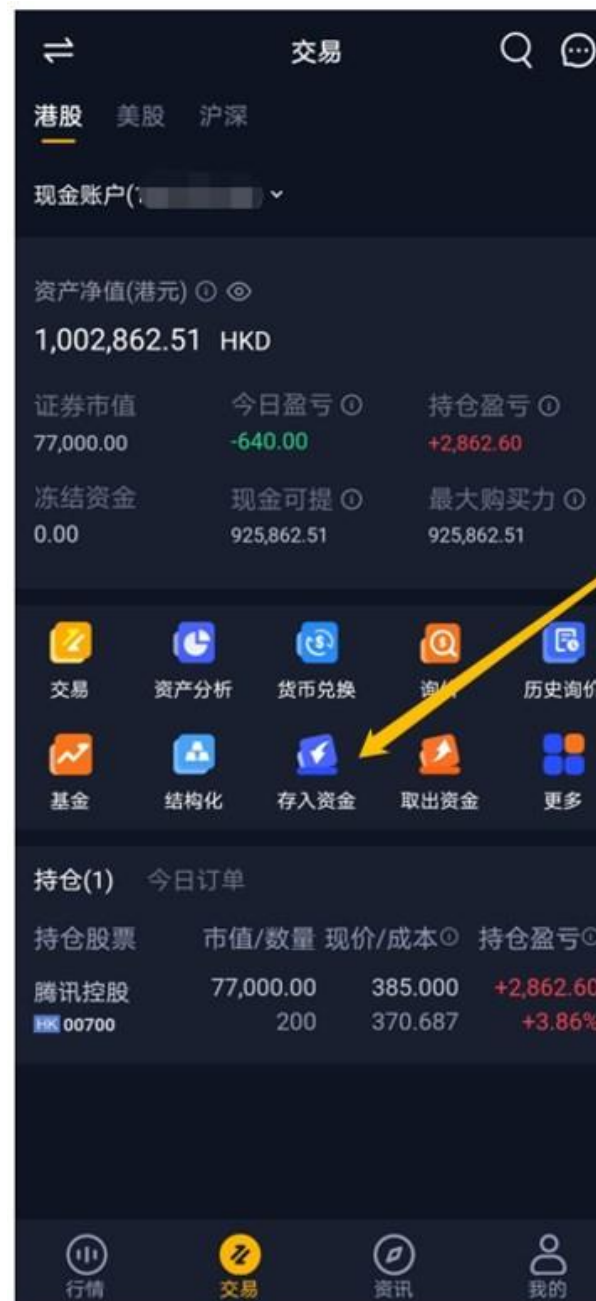 交易
港股 美股 沪深
现金账户(
资产净值(港元)
1,002,862.51 HKD
证券市值 今日盈亏 持仓盈亏
77,000.00 -640.00 +2,862.60
冻结资金 现金可提 最大购买力
0.00 925,862.51 925,862.51
交易 资产分析 货币兑换 询价 历史询价
基金 结构化 存入资金 取出资金 更多
持仓(1) 今日订单
持仓股票 市值/数量 现价/成本 持仓盈亏
腾讯控股 77,000.00 385.000 +2,862.60
HK 00700 200 370.687 +3.86%
行情 交易 资讯 我的